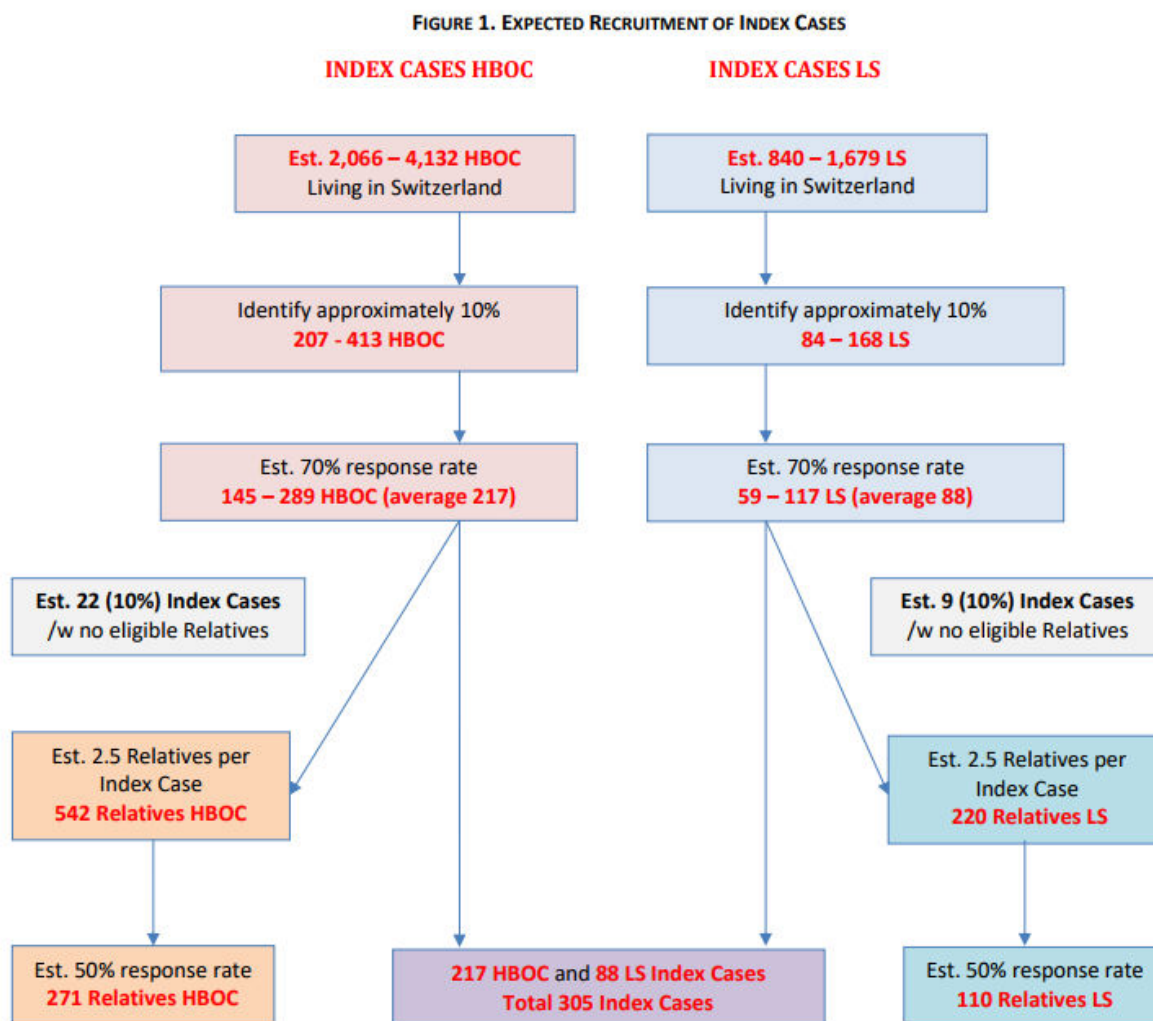 FIGURE 1. EXPECTED RECRUITMENT OF INDEX CASES
INDEX CASES HBOC
INDEX CASES LS
Est. 2,066 – 4,132 HBOC
Living in Switzerland
Est. 840 – 1,679 LS
Living in Switzerland
Identify approximately 10%
207 - 413 HBOC
Identify approximately 10%
84 – 168 LS
Est. 70% response rate
145 – 289 HBOC (average 217)
Est. 70% response rate
59 – 117 LS (average 88)
Est. 22 (10%) Index Cases
/w no eligible Relatives
Est. 9 (10%) Index Cases
/w no eligible Relatives
Est. 2.5 Relatives per
Index Case
542 Relatives HBOC
Est. 2.5 Relatives per
Index Case
220 Relatives LS
Est. 50% response rate
271 Relatives HBOC
217 HBOC and 88 LS Index Cases
Total 305 Index Cases
Est. 50% response rate
110 Relatives LS